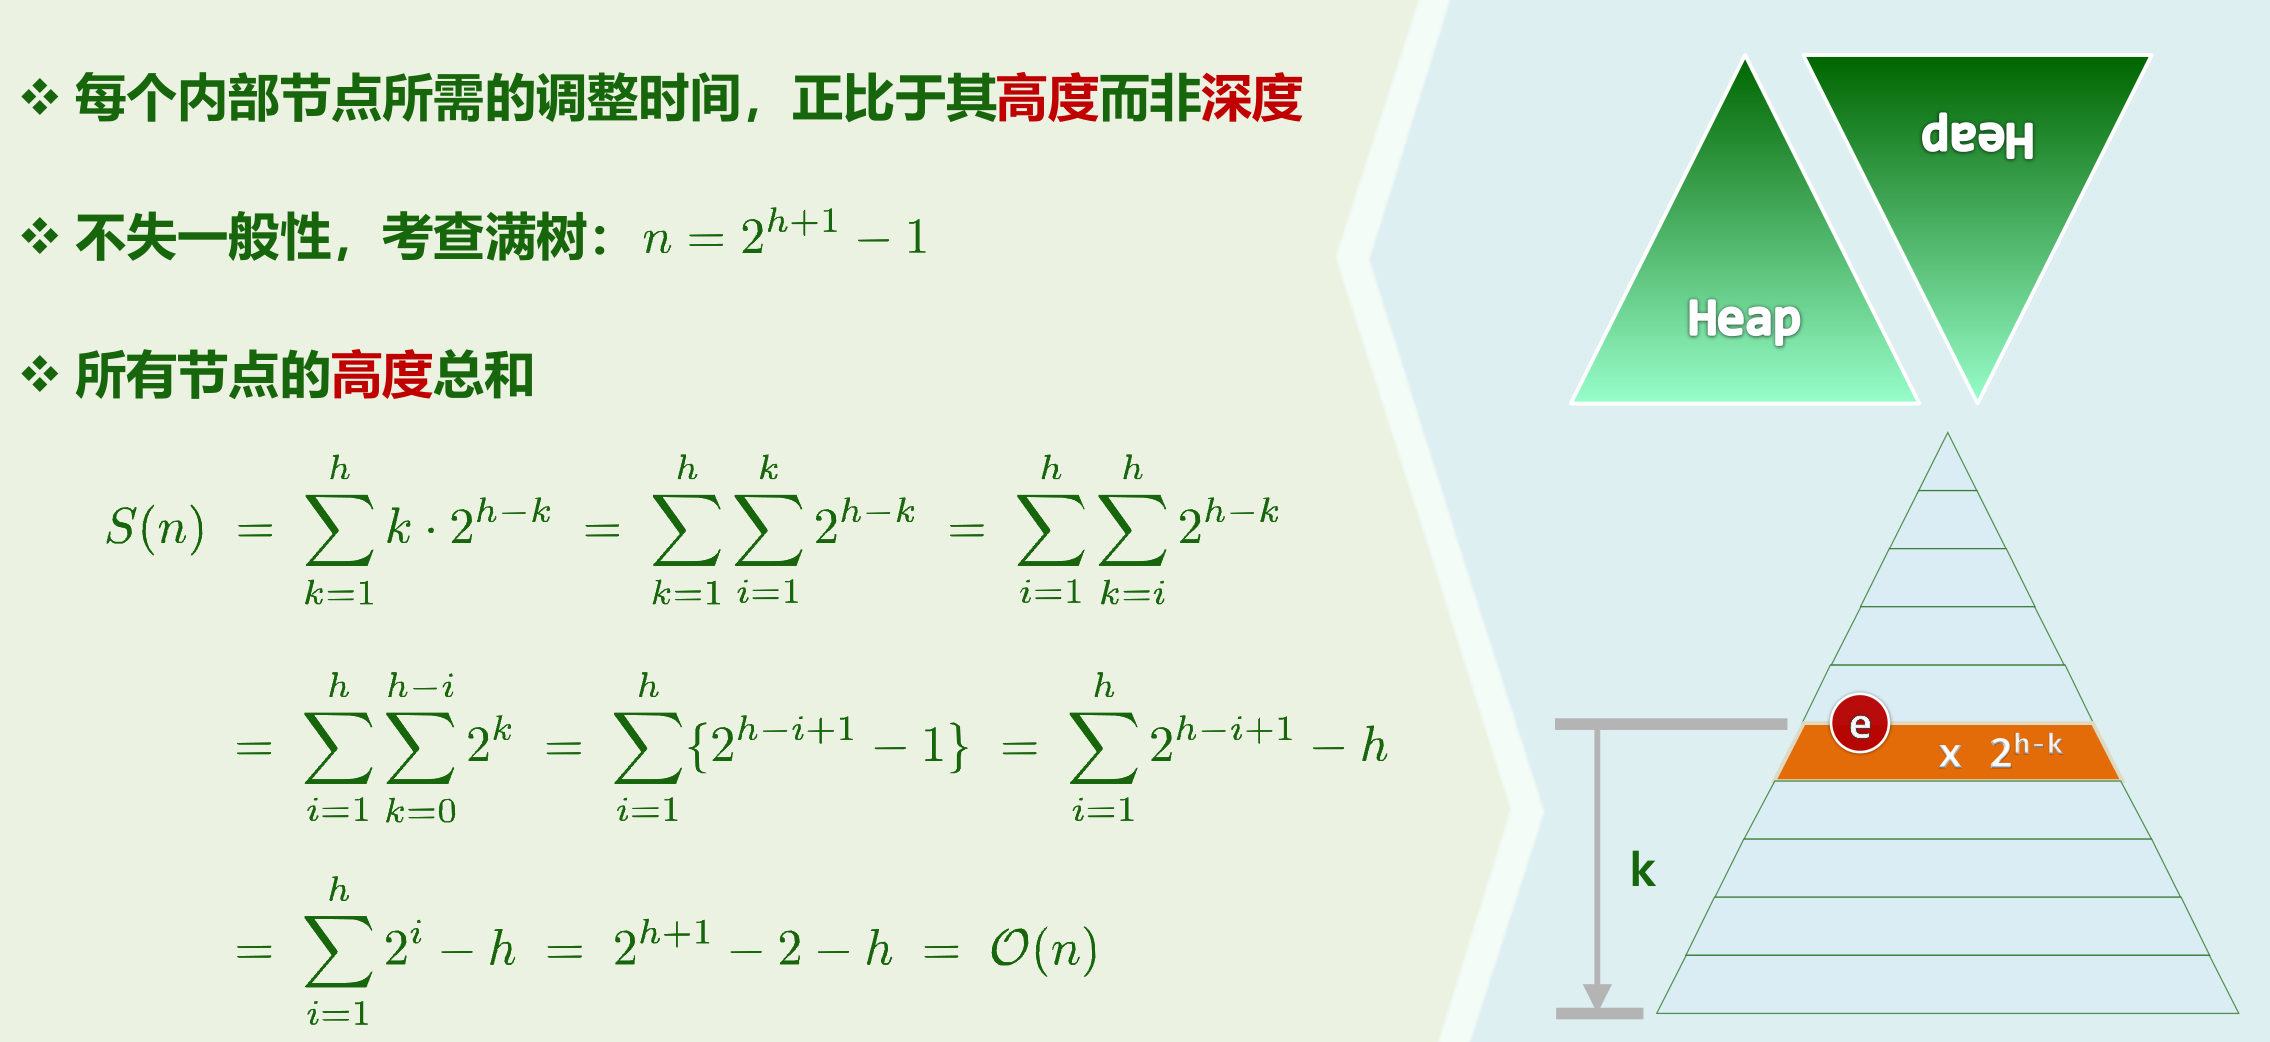 ❖ 每个内部节点所需的调整时间，正比于其高度而非深度
❖ 不失一般性，考查满树：n = 2^{h+1} − 1
❖ 所有节点的高度总和
S(n) = \sum_{k=1}^{h} k · 2^{h−k} = \sum_{k=1}^{h} \sum_{i=1}^{k} 2^{h−k} = \sum_{i=1}^{h} \sum_{k=i}^{h} 2^{h−k}
= \sum_{i=1}^{h} \sum_{k=0}^{h−i} 2^{k} = \sum_{i=1}^{h} {2^{h−i+1} − 1} = \sum_{i=1}^{h} 2^{h−i+1} − h
= \sum_{i=1}^{h} 2^{i} − h = 2^{h+1} − 2 − h = O(n)
Heap
Heap
e
x 2^{h-k}
k